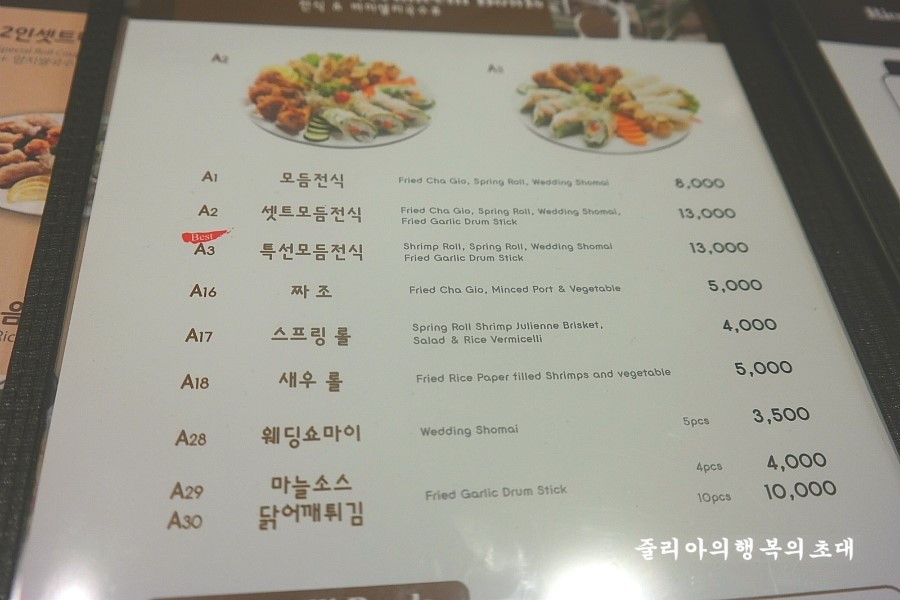 2인셋트
A2
A3
A1 모듬전식 Fried Cha Gio, Spring Roll, Wedding Shomai 8,000
A2 셋트모듬전식 Fried Cha Gio, Spring Roll, Wedding Shomai, 13,000
Fried Garlic Drum Stick
Best
A3 특선모듬전식 Shrimp Roll, Spring Roll, Wedding Shomai 13,000
Fried Garlic Drum Stick
A16 짜 조 Fried Cha Gio, Minced Port & Vegetable 5,000
A17 스프링 롤 Spring Roll Shrimp Julienne Brisket, 4,000
Salad & Rice Vermicelli
A18 새우 롤 Fried Rice Paper filled Shrimps and vegetable 5,000
A28 웨딩쇼마이 Wedding Shomai 5pcs 3,500
A29 마늘소스 Fried Garlic Drum Stick 4pcs 4,000
A30 닭어깨튀김 10pcs 10,000
줄리아의행복의초대